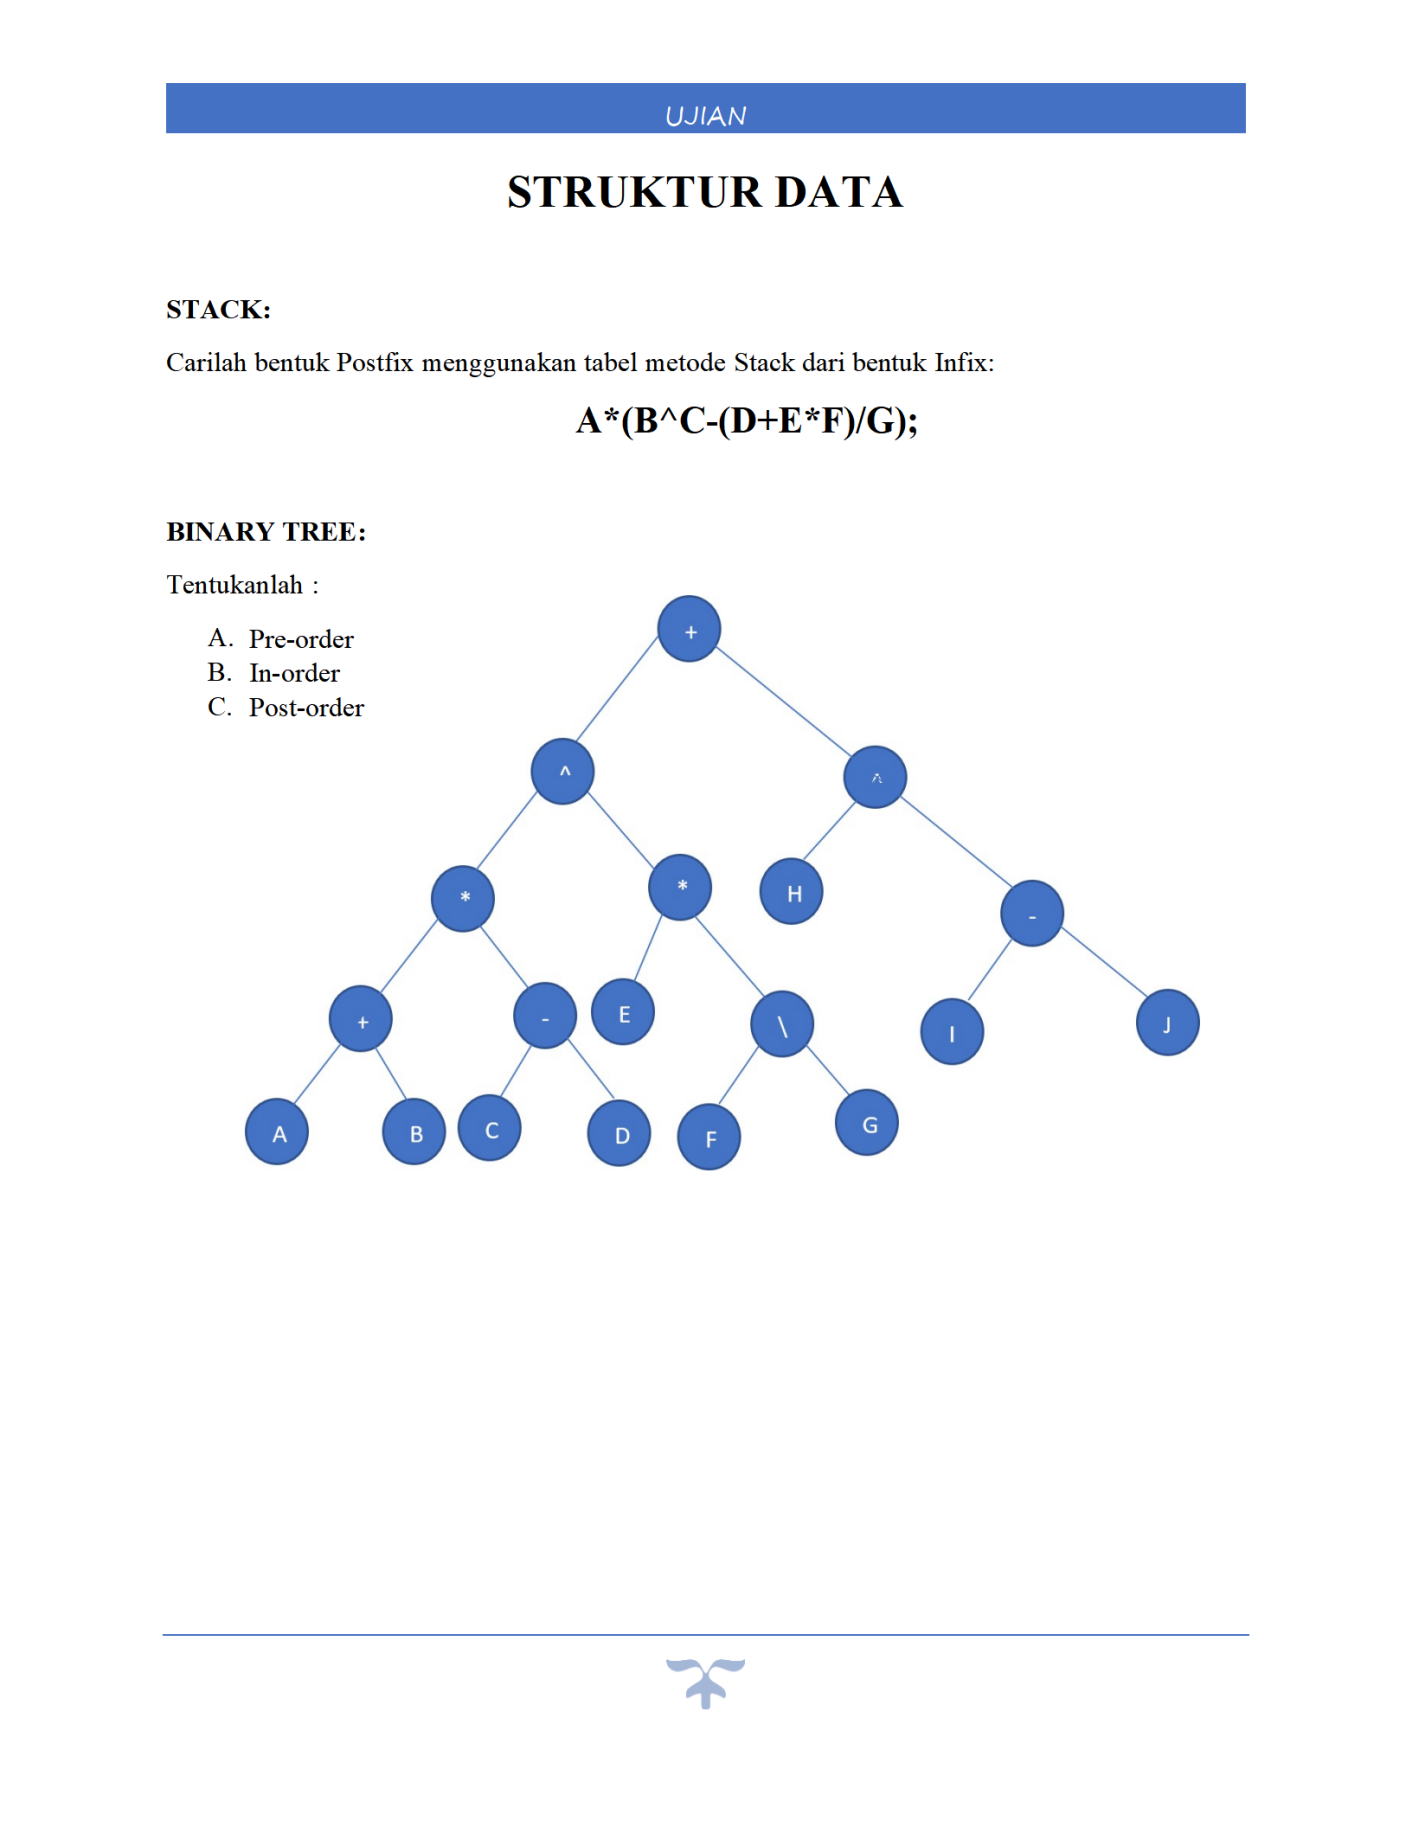 UJIAN
STRUKTUR DATA
STACK:
Carilah bentuk Postfix menggunakan tabel metode Stack dari bentuk Infix:
A*(B^C-(D+E*F)/G);
BINARY TREE:
Tentukanlah :
A. Pre-order
B. In-order
C. Post-order
+
^ ^
* * H -
+ - E \ I J
A B C D F G